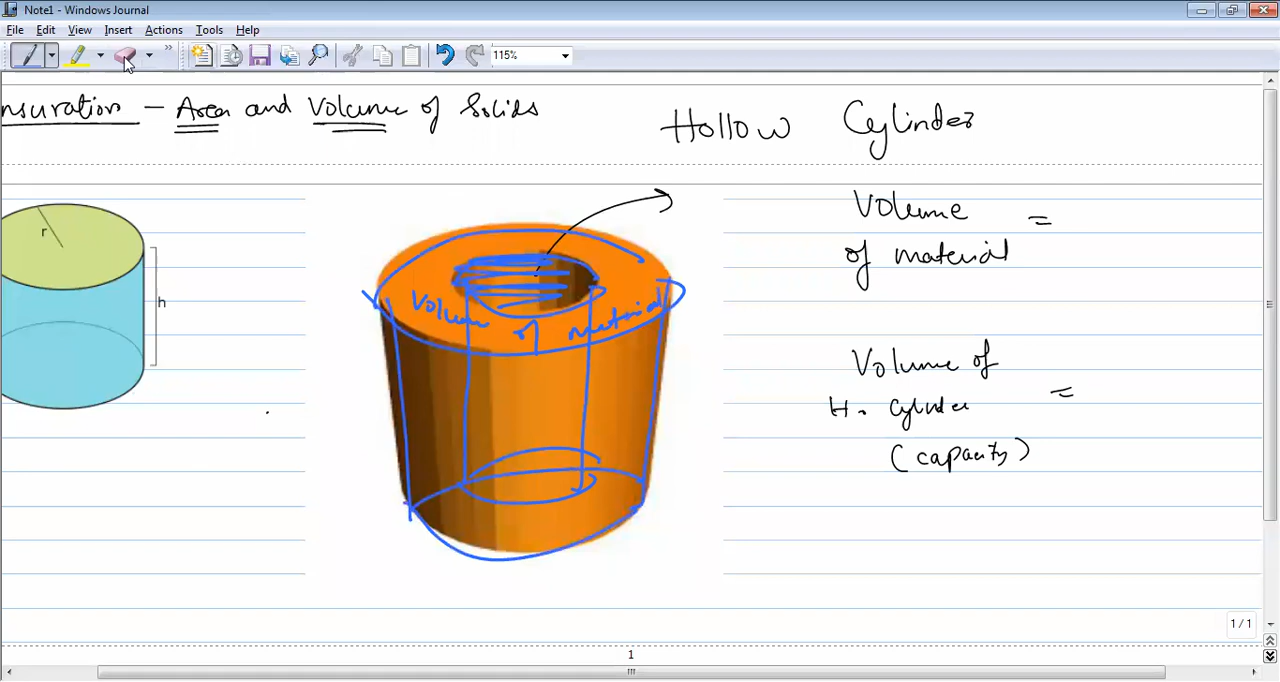 Note1 - Windows Journal
File Edit View Insert Actions Tools Help
115%
nsuration - Area and Volume of Solids
Hollow Cylinder
r
h
Volume of material
Volume =
of material
Volume of
H. Cylinder =
(capacity)
1 / 1
1